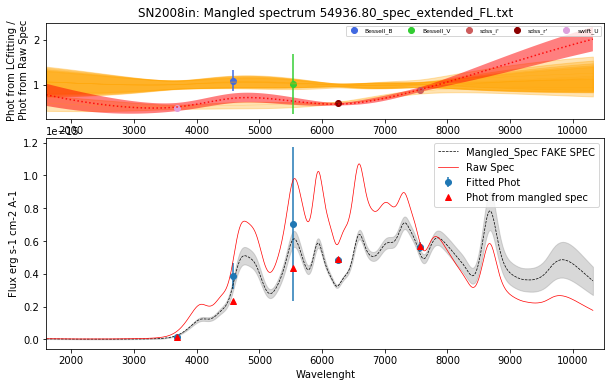 SN2008in: Mangled spectrum 54936.80_spec_extended_FL.txt
Phot from LCfitting /
Phot from Raw Spec
2
1
Bessell_B
Bessell_V
sdss_i'
sdss_r'
swift_U
2000 3000 4000 5000 6000 7000 8000 9000 10000
1e−15
Flux erg s-1 cm-2 A-1
1.2
1.0
0.8
0.6
0.4
0.2
0.0
Mangled_Spec FAKE SPEC
Raw Spec
Fitted Phot
Phot from mangled spec
2000 3000 4000 5000 6000 7000 8000 9000 10000
Wavelenght